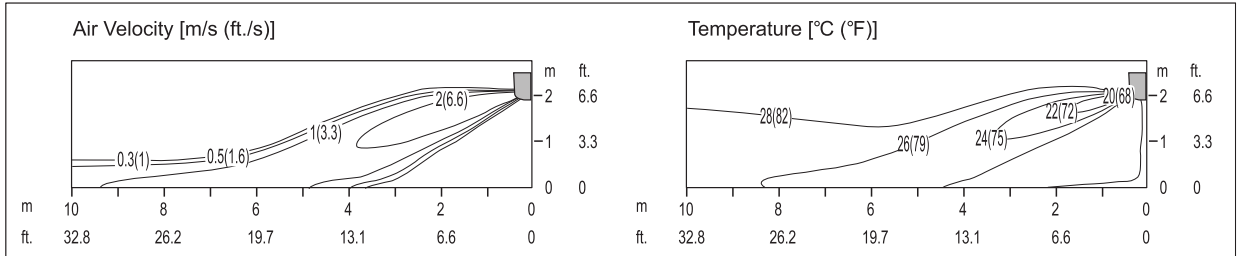 Air Velocity [m/s (ft./s)]
2(6.6)
1(3.3)
0.5(1.6)
0.3(1)
m ft.
2 6.6
1 3.3
0 0
m 10 8 6 4 2 0
ft. 32.8 26.2 19.7 13.1 6.6 0
Temperature [°C (°F)]
20(68)
22(72)
28(82)
24(75)
26(79)
m ft.
2 6.6
1 3.3
0 0
m 10 8 6 4 2 0
ft. 32.8 26.2 19.7 13.1 6.6 0